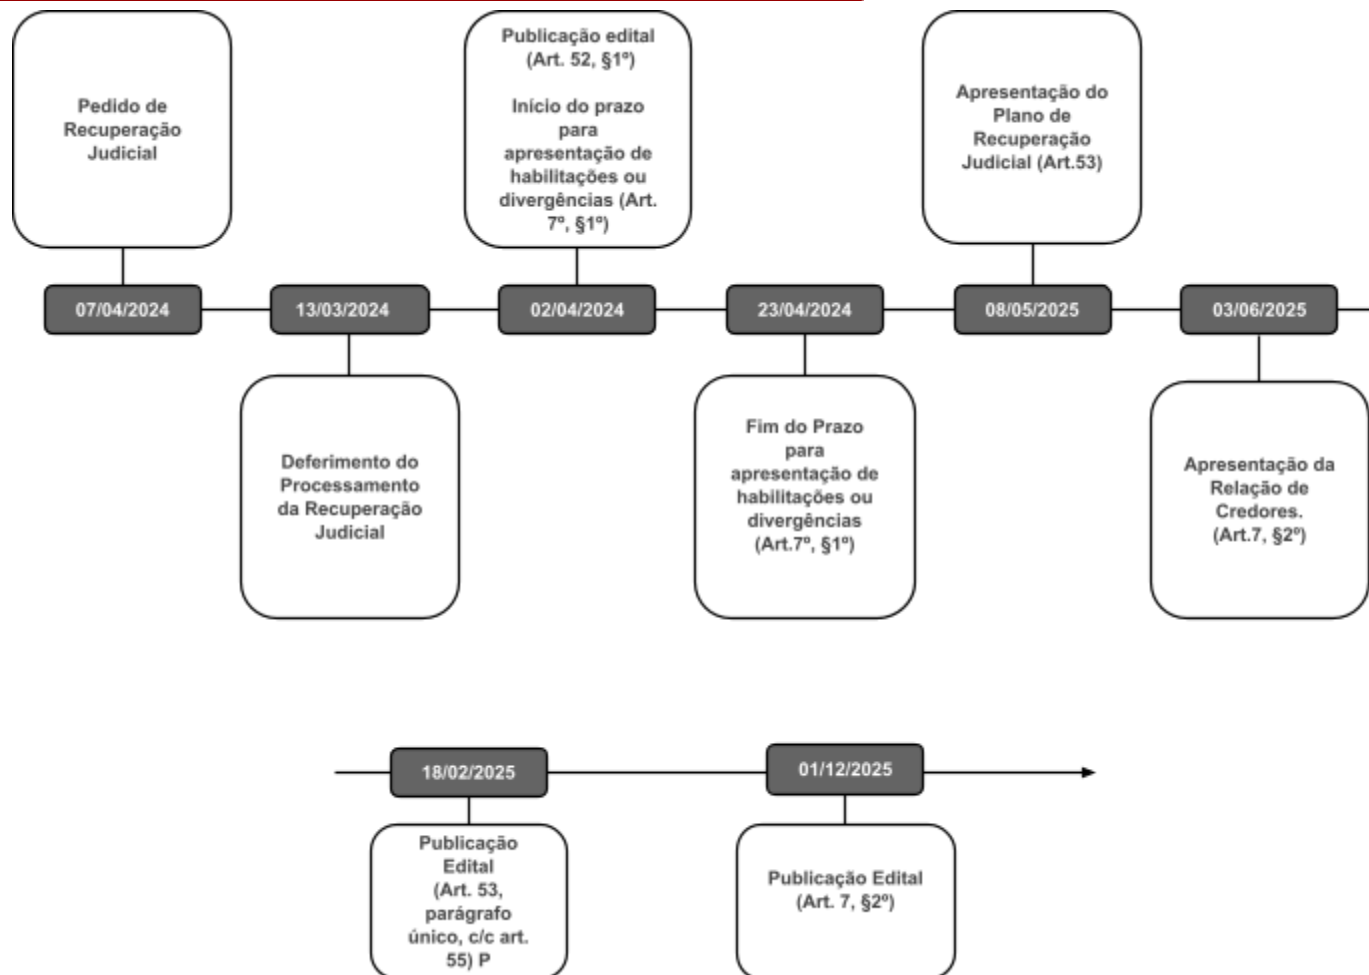 Pedido de
Recuperação
Judicial
Publicação edital
(Art. 52, §1º)
Início do prazo
para
apresentação de
habilitações ou
divergências (Art.
7º, §1º)
Apresentação do
Plano de
Recuperação
Judicial (Art.53)
07/04/2024
13/03/2024
02/04/2024
23/04/2024
08/05/2025
03/06/2025
Deferimento do
Processamento
da Recuperação
Judicial
Fim do Prazo
para
apresentação de
habilitações ou
divergências
(Art.7º, §1º)
Apresentação da
Relação de
Credores.
(Art.7, §2º)
18/02/2025
01/12/2025
Publicação
Edital
(Art. 53,
parágrafo
único, c/c art.
55) P
Publicação Edital
(Art. 7, §2º)